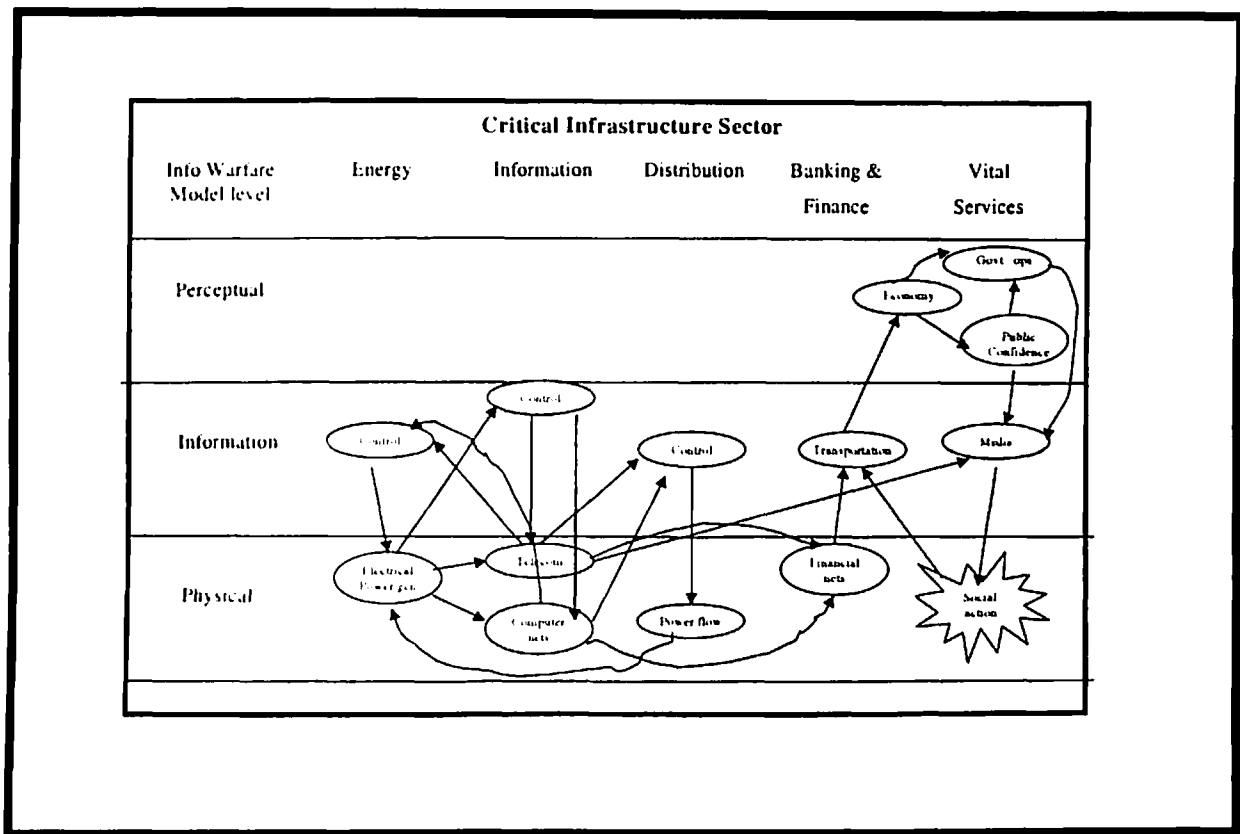 Critical Infrastructure Sector
Info Warfare
Model level
Energy
Information
Distribution
Banking &
Finance
Vital
Services
Perceptual
Govt ops
Economy
Public
Confidence
Information
Control
Control
Control
Transportation
Media
Physical
Electrical
Power gen
Telecom
Computer
nets
Power flow
Financial
nets
Social
action